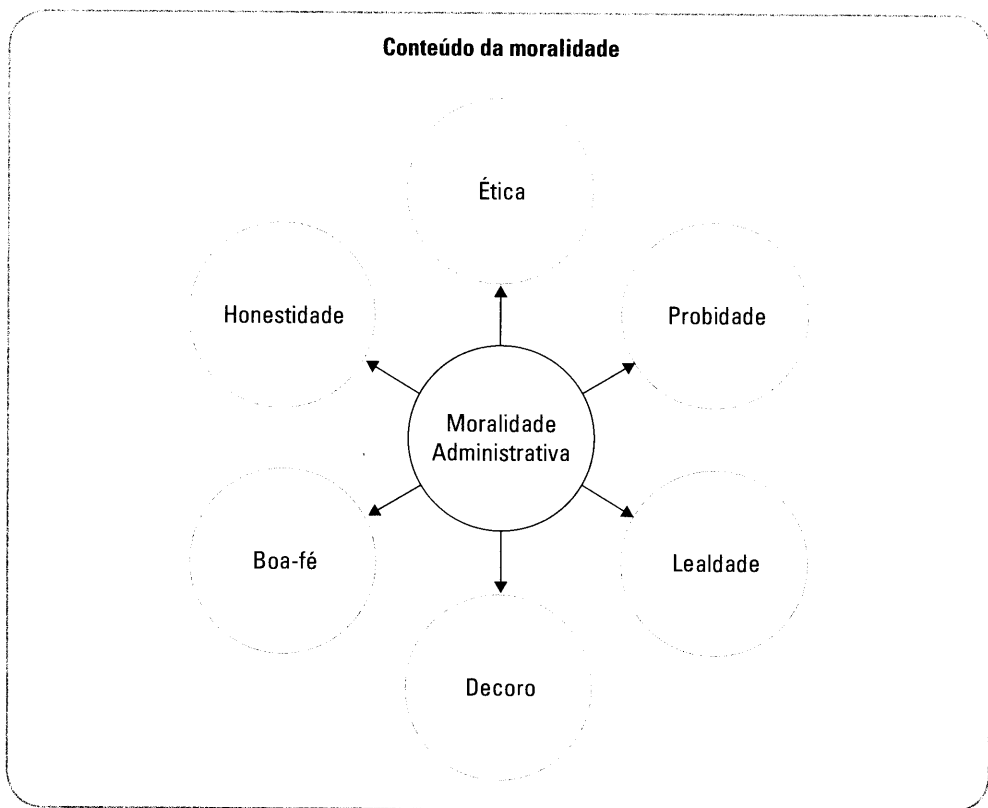 Conteúdo da moralidade
Ética
Honestidade
Probidade
Moralidade
Administrativa
Boa-fé
Lealdade
Decoro